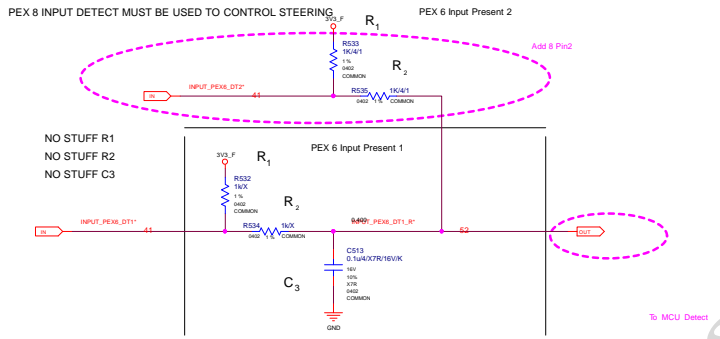 PEX 8 INPUT DETECT MUST BE USED TO CONTROL STEERING
PEX 6 Input Present 2
3V3_F
R1
R533
1K/4/1
1 %
0402
COMMON
R2
Add 8 Pin2
IN
INPUT_PEX6_DT2*
41
R535
1K/4/1
0402
1 %
COMMON
NO STUFF R1
NO STUFF R2
NO STUFF C3
PEX 6 Input Present 1
3V3_F
R1
R532
1k/X
1 %
0402
COMMON
R2
IN
INPUT_PEX6_DT1*
41
R534
1k/X
0402
1 %
COMMON
INPUT_PEX6_DT1_R*
52
OUT
C513
0.1u/4/X7R/16V/K
16V
10%
X7R
0402
COMMON
C3
GND
To MCU Detect